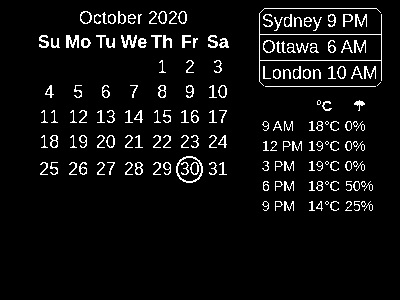 October 2020
Su Mo Tu We Th Fr Sa
1 2 3
4 5 6 7 8 9 10
11 12 13 14 15 16 17
18 19 20 21 22 23 24
25 26 27 28 29 30 31
Sydney 9 PM
Ottawa 6 AM
London 10 AM
°C
9 AM 18°C 0%
12 PM 19°C 0%
3 PM 19°C 0%
6 PM 18°C 50%
9 PM 14°C 25%